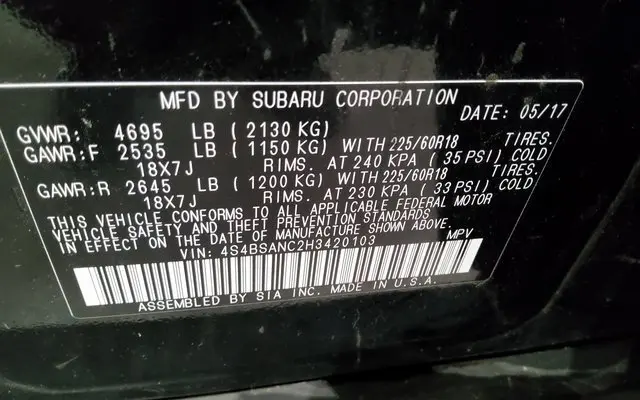 MFD BY SUBARU CORPORATION DATE: 05/17
GVWR: 4695 LB (2130 KG)
GAWR:F 2535 LB (1150 KG) WITH 225/60R18 TIRES.
18X7J RIMS. AT 240 KPA (35 PSI) COLD
GAWR:R 2645 LB (1200 KG) WITH 225/60R18 TIRES.
18X7J RIMS. AT 230 KPA (33 PSI) COLD
THIS VEHICLE CONFORMS TO ALL APPLICABLE FEDERAL MOTOR
VEHICLE SAFETY AND THEFT PREVENTION STANDARDS
IN EFFECT ON THE DATE OF MANUFACTURE SHOWN ABOVE.
VIN: 4S4BSANC2H3420103 MPV
ASSEMBLED BY SIA INC. MADE IN U.S.A.